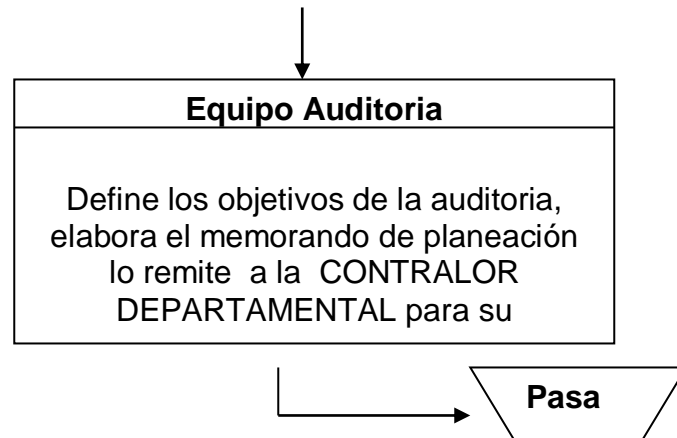 Equipo Auditoria
Define los objetivos de la auditoria,
elabora el memorando de planeación
lo remite a la CONTRALOR
DEPARTAMENTAL para su
Pasa